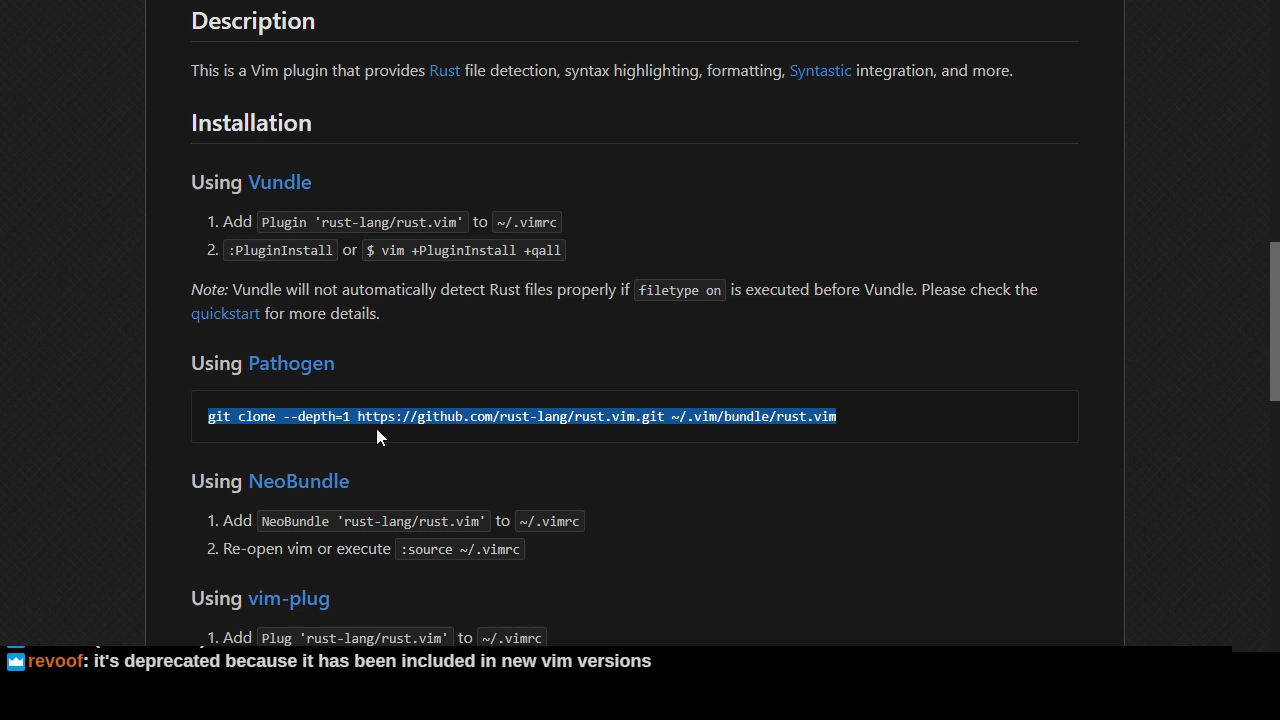 Description
This is a Vim plugin that provides Rust file detection, syntax highlighting, formatting, Syntastic integration, and more.
Installation
Using Vundle
1. Add Plugin 'rust-lang/rust.vim' to ~/.vimrc
2. :PluginInstall or $ vim +PluginInstall +qall
Note: Vundle will not automatically detect Rust files properly if filetype on is executed before Vundle. Please check the
quickstart for more details.
Using Pathogen
git clone --depth=1 https://github.com/rust-lang/rust.vim.git ~/.vim/bundle/rust.vim
Using NeoBundle
1. Add NeoBundle 'rust-lang/rust.vim' to ~/.vimrc
2. Re-open vim or execute :source ~/.vimrc
Using vim-plug
1. Add Plug 'rust-lang/rust.vim' to ~/.vimrc
revoof: it's deprecated because it has been included in new vim versions